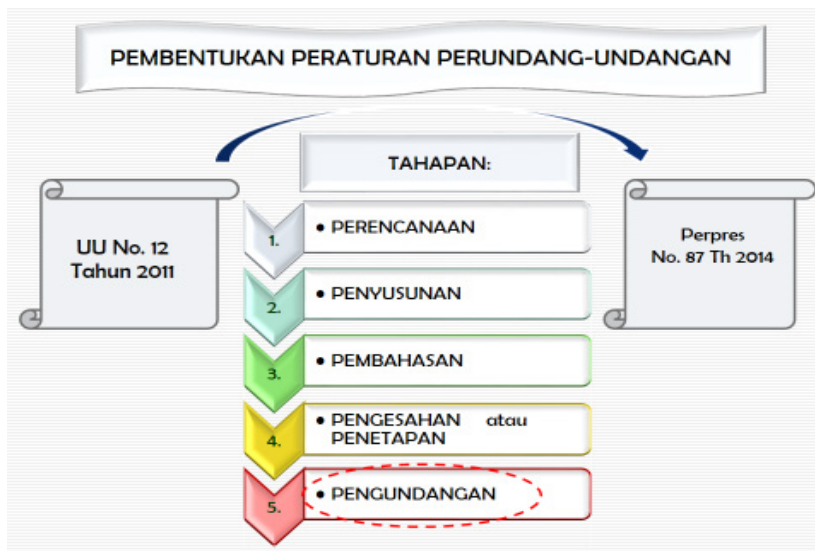 PEMBENTUKAN PERATURAN PERUNDANG-UNDANGAN
TAHAPAN:
UU No. 12
Tahun 2011
1.
• PERENCANAAN
2.
• PENYUSUNAN
3.
• PEMBAHASAN
4.
• PENGESAHAN atau
PENETAPAN
5.
• PENGUNDANGAN
Perpres
No. 87 Th 2014